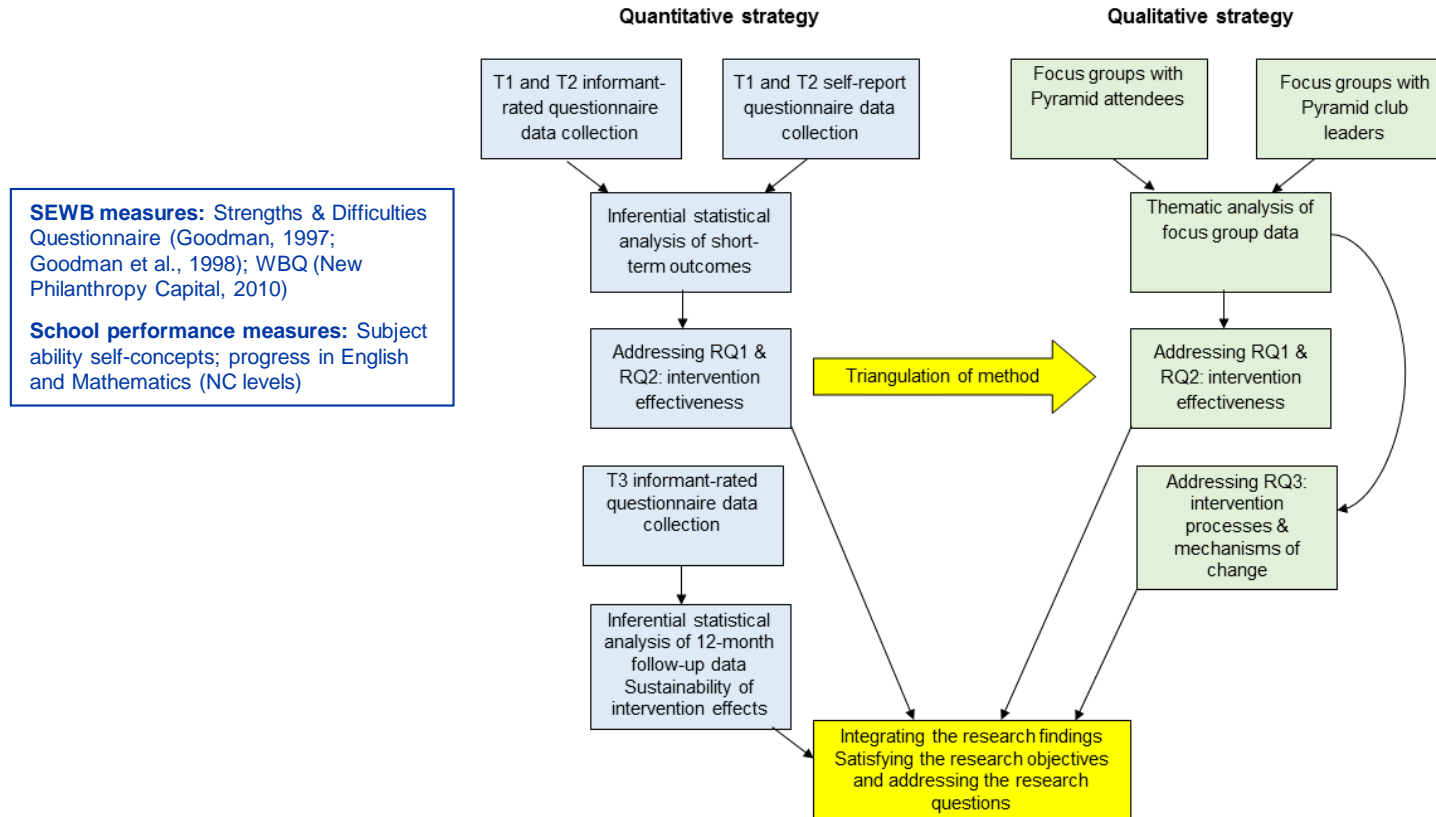 Quantitative strategy
Qualitative strategy
T1 and T2 informant-
rated questionnaire
data collection
T1 and T2 self-report
questionnaire data
collection
Focus groups with
Pyramid attendees
Focus groups with
Pyramid club
leaders
SEWB measures: Strengths & Difficulties
Questionnaire (Goodman, 1997;
Goodman et al., 1998); WBQ (New
Philanthropy Capital, 2010)
School performance measures: Subject
ability self-concepts; progress in English
and Mathematics (NC levels)
Inferential statistical
analysis of short-
term outcomes
Thematic analysis of
focus group data
Addressing RQ1 &
RQ2: intervention
effectiveness
Triangulation of method
Addressing RQ1 &
RQ2: intervention
effectiveness
T3 informant-rated
questionnaire data
collection
Addressing RQ3:
intervention
processes &
mechanisms of
change
Inferential statistical
analysis of 12-month
follow-up data
Sustainability of
intervention effects
Integrating the research findings
Satisfying the research objectives
and addressing the research
questions